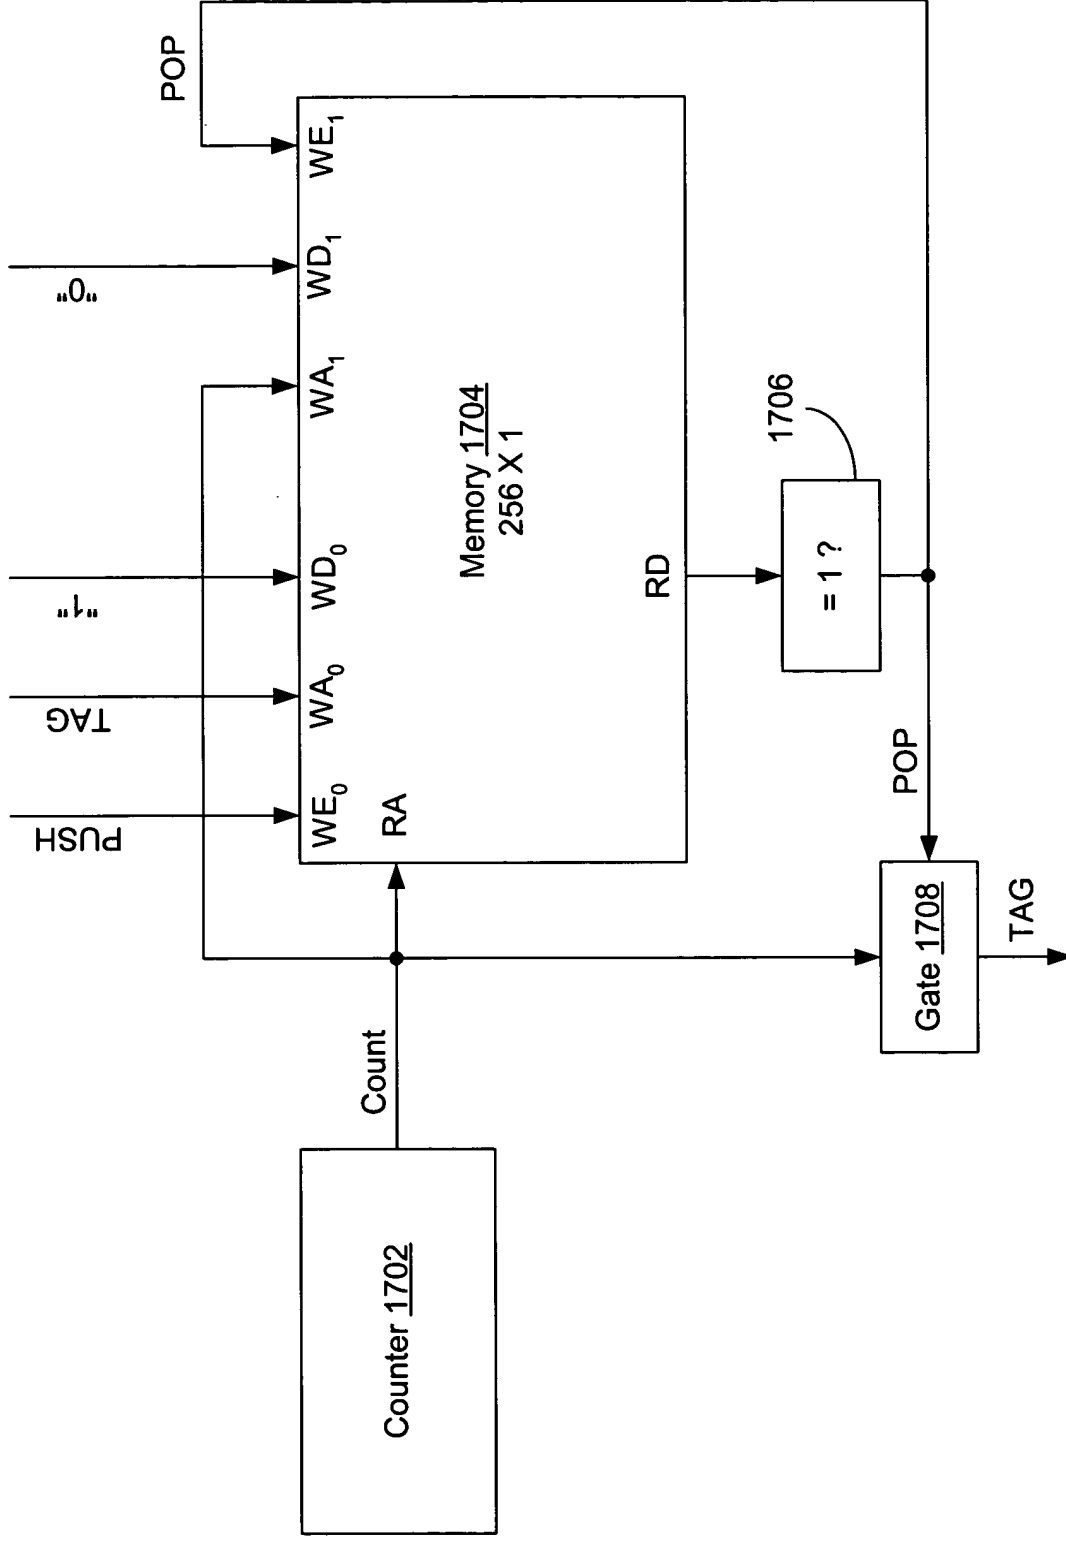 POP
"0"
"1"
TAG
PUSH
WE1
WD1
WA1
WD0
WA0
WE0
RA
Memory 1704
256 X 1
RD
1706
= 1 ?
POP
Count
Counter 1702
Gate 1708
TAG